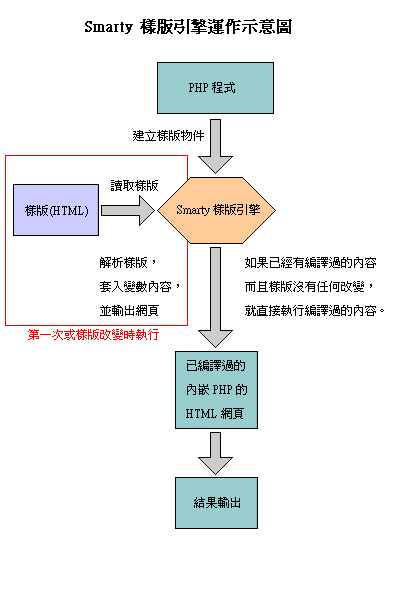 Smarty 樣版引擎運作示意圖
PHP 程式
建立樣版物件
讀取樣版
樣版(HTML)
Smarty 樣版引擎
解析樣版，
套入變數內容，
並輸出網頁
如果已經有編譯過的內容
而且樣版沒有任何改變，
就直接執行編譯過的內容。
第一次或樣版改變時執行
已編譯過的
內嵌 PHP 的
HTML 網頁
結果輸出